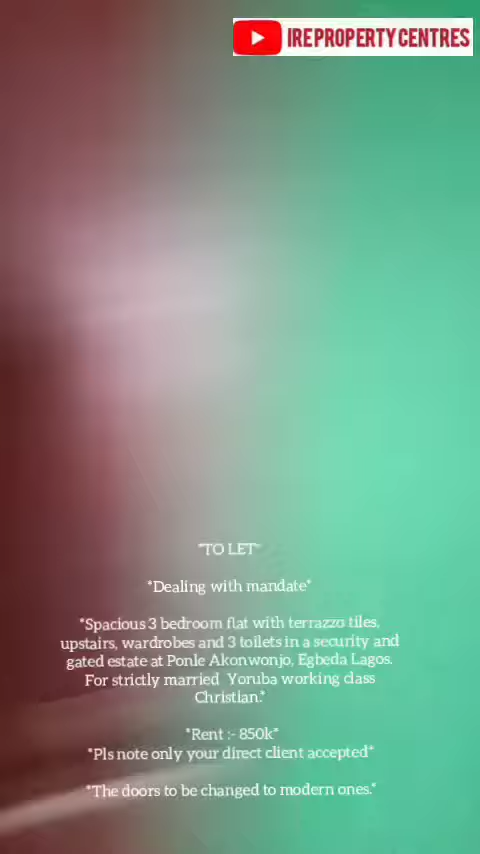 IRE PROPERTY CENTRES
"TO LET"
*Dealing with mandate*
*Spacious 3 bedroom flat with terrazzo tiles,
upstairs, wardrobes and 3 toilets in a security and
gated estate at Ponle Akonwonjo, Egbeda Lagos.
For strictly married Yoruba working class
Christian.*
*Rent :- 850k*
*Pls note only your direct client accepted*
*The doors to be changed to modern ones.*